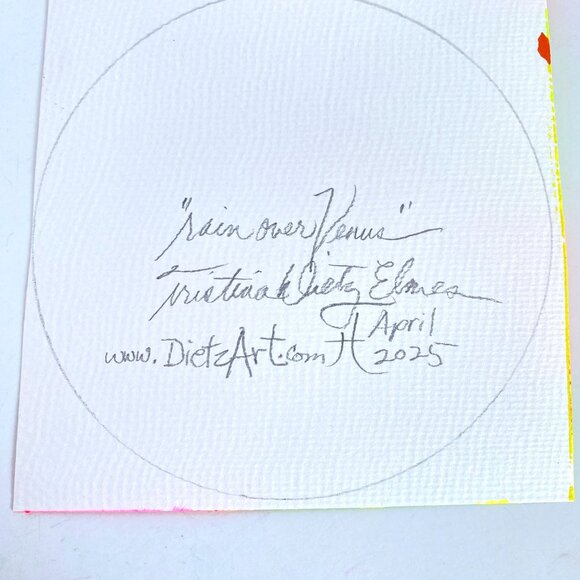 "rain over Venus"
Tristina Dietz Elmes
www.DietzArt.com April
2025